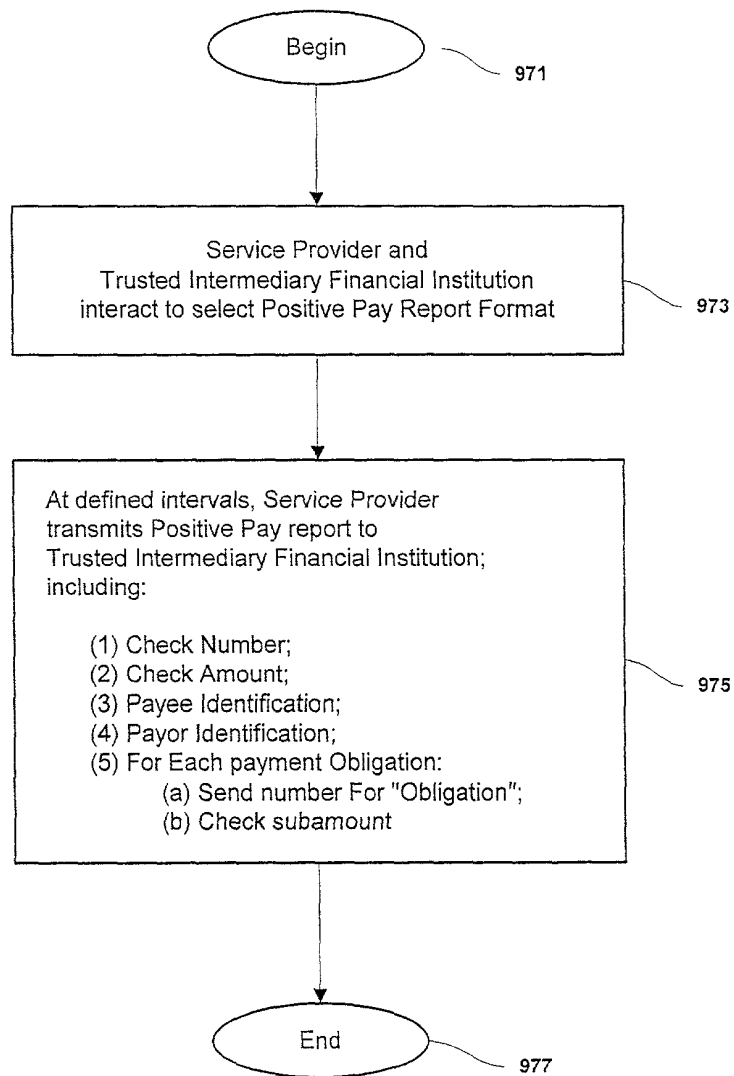 Begin
971
Service Provider and
Trusted Intermediary Financial Institution
interact to select Positive Pay Report Format
973
At defined intervals, Service Provider
transmits Positive Pay report to
Trusted Intermediary Financial Institution;
including:
(1) Check Number;
(2) Check Amount;
(3) Payee Identification;
(4) Payor Identification;
(5) For Each payment Obligation:
(a) Send number For "Obligation";
(b) Check subamount
975
End
977